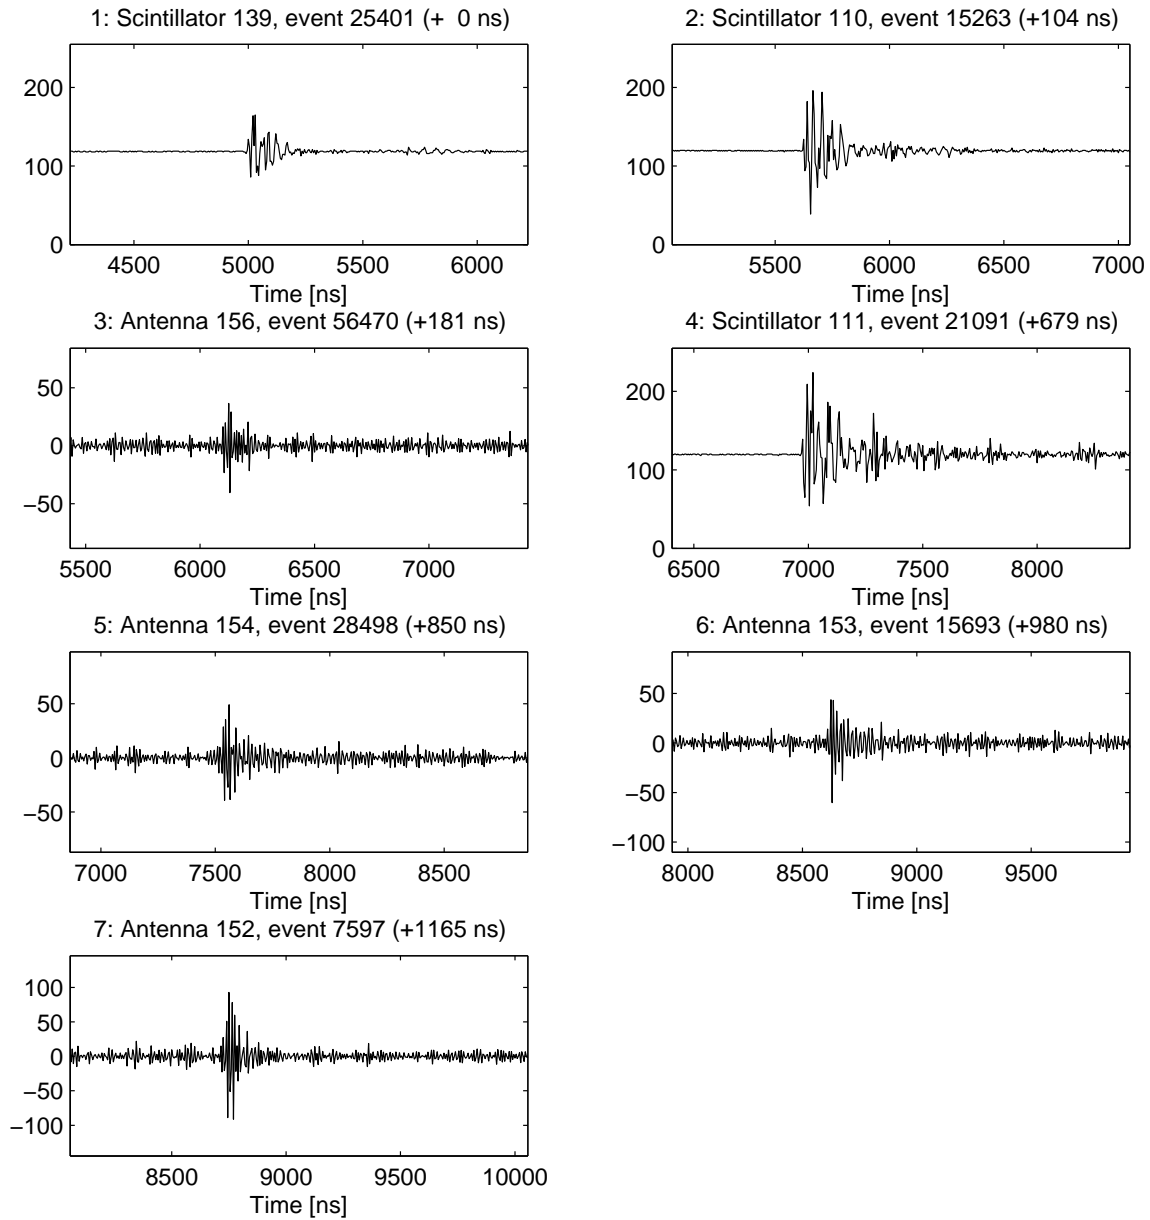 1: Scintillator 139, event 25401 (+  0 ns)
200
100
0
4500 5000 5500 6000
Time [ns]
2: Scintillator 110, event 15263 (+104 ns)
200
100
0
5500 6000 6500 7000
Time [ns]
3: Antenna 156, event 56470 (+181 ns)
50
0
−50
5500 6000 6500 7000
Time [ns]
4: Scintillator 111, event 21091 (+679 ns)
200
100
0
6500 7000 7500 8000
Time [ns]
5: Antenna 154, event 28498 (+850 ns)
50
0
−50
7000 7500 8000 8500
Time [ns]
6: Antenna 153, event 15693 (+980 ns)
50
0
−50
−100
8000 8500 9000 9500
Time [ns]
7: Antenna 152, event 7597 (+1165 ns)
100
50
0
−50
−100
8500 9000 9500 10000
Time [ns]